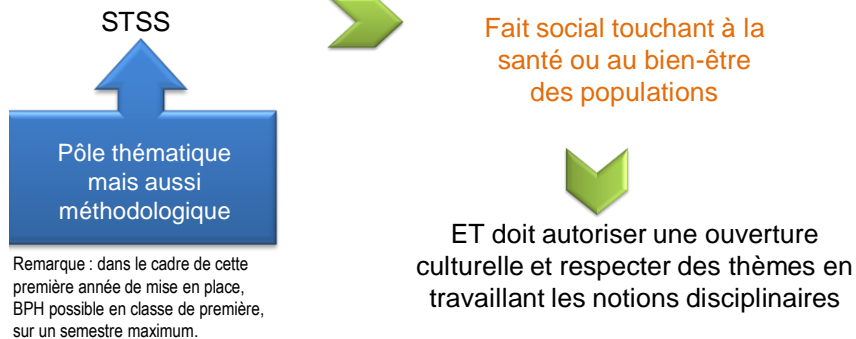 STSS
Pôle thématique
mais aussi
méthodologique
Remarque : dans le cadre de cette
première année de mise en place,
BPH possible en classe de première,
sur un semestre maximum.
Fait social touchant à la
santé ou au bien-être
des populations
ET doit autoriser une ouverture
culturelle et respecter des thèmes en
travaillant les notions disciplinaires